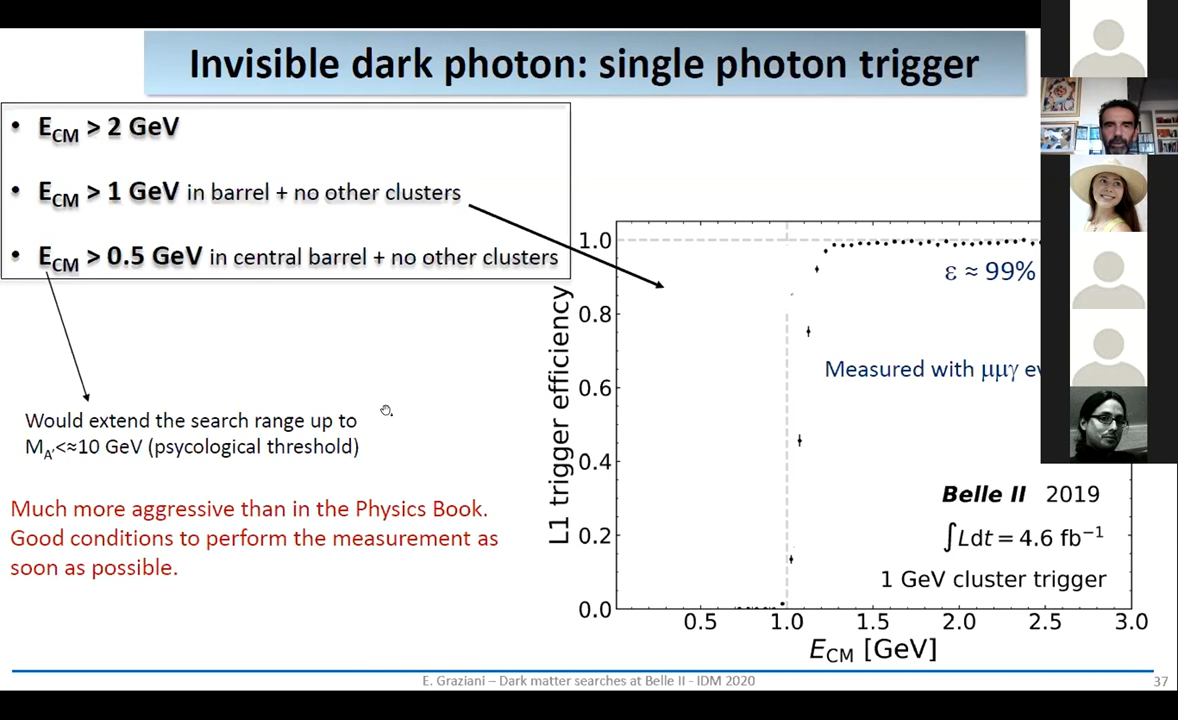 Invisible dark photon: single photon trigger
• E_CM > 2 GeV
• E_CM > 1 GeV in barrel + no other clusters
• E_CM > 0.5 GeV in central barrel + no other clusters
Would extend the search range up to
M_A'<≈10 GeV (psycological threshold)
Much more aggressive than in the Physics Book.
Good conditions to perform the measurement as
soon as possible.
L1 trigger efficiency
1.0
0.8
0.6
0.4
0.2
0.0
ε ≈ 99%
Measured with μμγ
Belle II 2019
∫Ldt = 4.6 fb⁻¹
1 GeV cluster trigger
0.5 1.0 1.5 2.0 2.5 3.0
E_CM [GeV]
E. Graziani – Dark matter searches at Belle II - IDM 2020
37